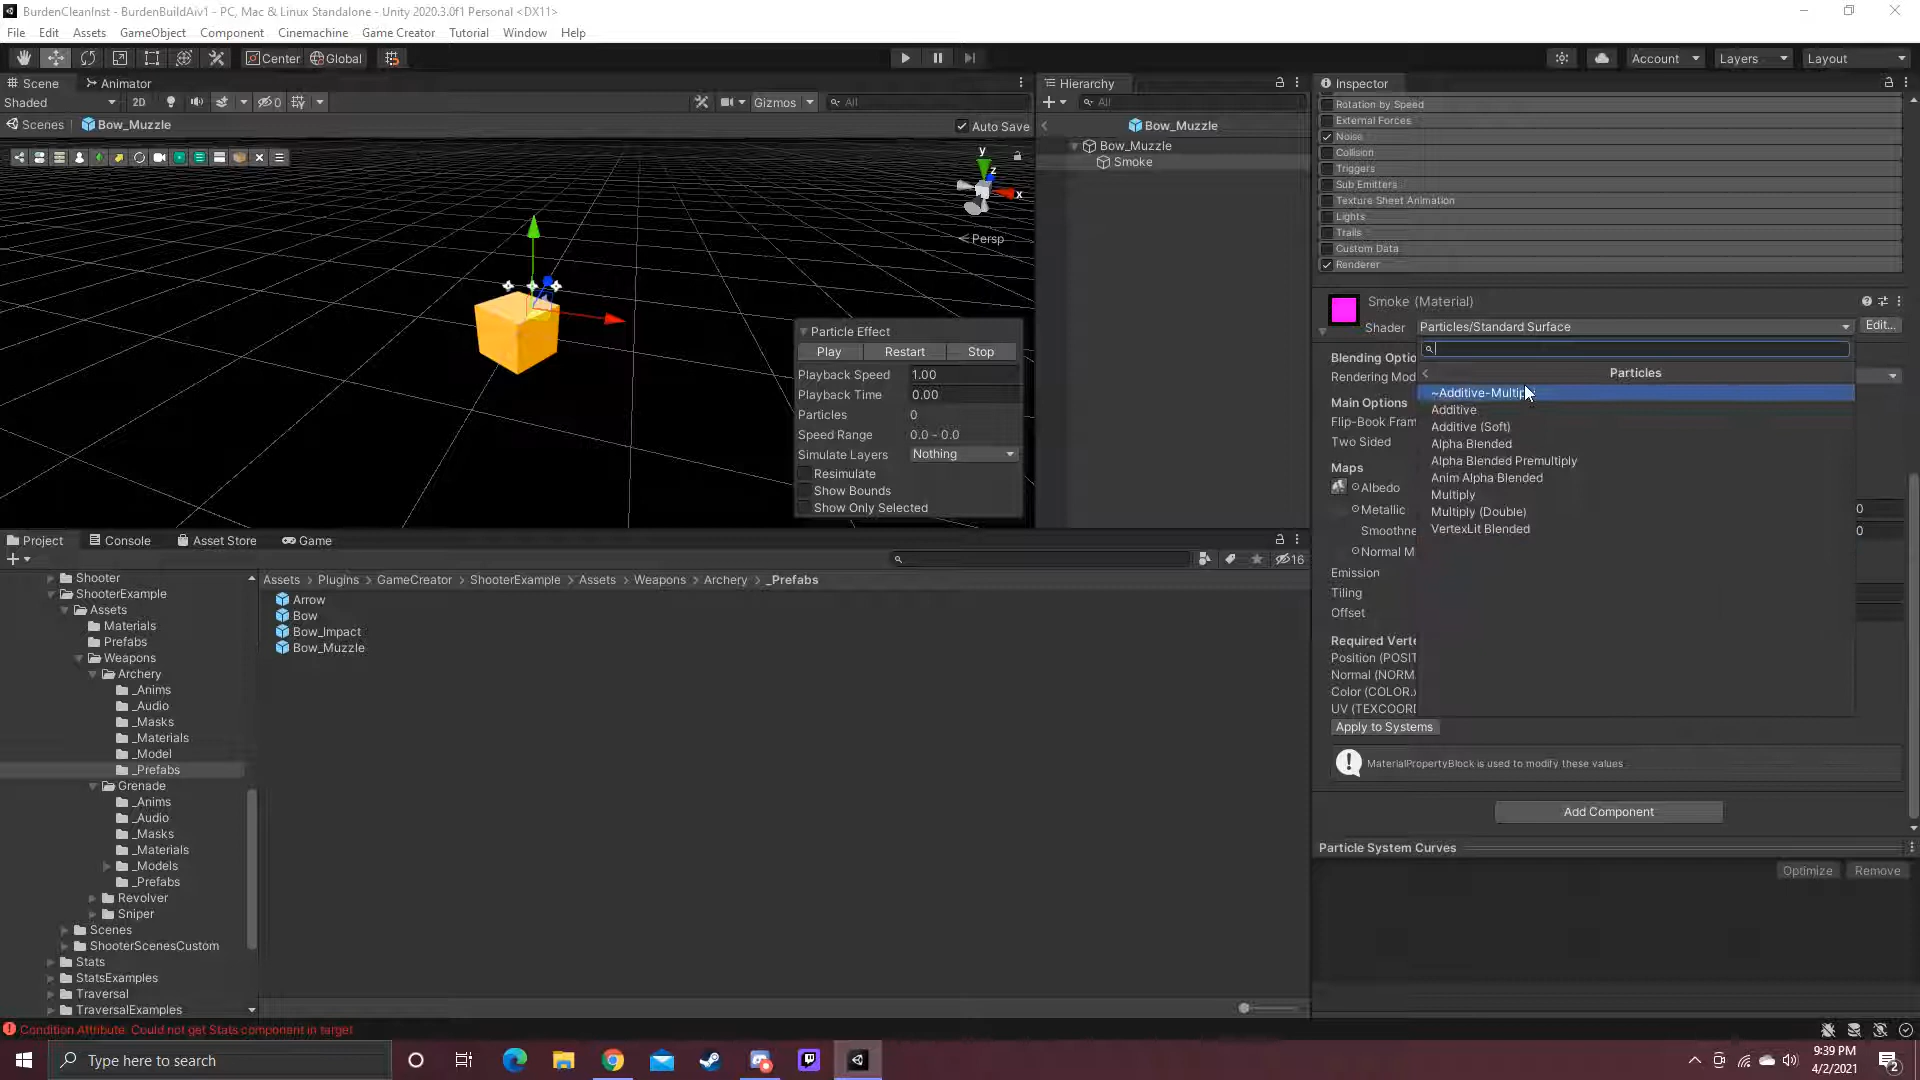 BurdenCleanInst - BurdenBuildAiv1 - PC, Mac & Linux Standalone - Unity 2020.3.0f1 Personal <DX11>
File Edit Assets GameObject Component Cinemachine Game Creator Tutorial Window Help
Center Global Account Layers Layout
Scene Animator
Shaded 2D 0 Gizmos All
Scenes Bow_Muzzle Auto Save
y
z
x
Persp
Particle Effect
Play Restart Stop
Playback Speed 1.00
Playback Time 0.00
Particles 0
Speed Range 0.0 - 0.0
Simulate Layers Nothing
Resimulate
Show Bounds
Show Only Selected
Hierarchy
All
Bow_Muzzle
Bow_Muzzle
Smoke
Inspector
Rotation by Speed
External Forces
Noise
Collision
Triggers
Sub Emitters
Texture Sheet Animation
Lights
Trails
Custom Data
Renderer
Smoke (Material)
Shader Particles/Standard Surface Edit...
Blending Optio
Rendering Mod
Main Options
Flip-Book Fram
Two Sided
Maps
Albedo
Metallic 0
Smoothne 0
Normal M
Emission
Tiling
Offset
Required Verte
Position (POSIT
Normal (NORM
Color (COLOR.
UV (TEXCOORD
Apply to Systems
Particles
~Additive-Multip
Additive
Additive (Soft)
Alpha Blended
Alpha Blended Premultiply
Anim Alpha Blended
Multiply
Multiply (Double)
VertexLit Blended
MaterialPropertyBlock is used to modify these values
Add Component
Particle System Curves
Optimize Remove
Project Console Asset Store Game
16
Shooter
ShooterExample
Assets
Materials
Prefabs
Weapons
Archery
_Anims
_Audio
_Masks
_Materials
_Model
_Prefabs
Grenade
_Anims
_Audio
_Masks
_Materials
_Models
_Prefabs
Revolver
Sniper
Scenes
ShooterScenesCustom
Stats
StatsExamples
Traversal
TraversalExamples
Assets > Plugins > GameCreator > ShooterExample > Assets > Weapons > Archery > _Prefabs
Arrow
Bow
Bow_Impact
Bow_Muzzle
Condition Attribute: Could not get Stats component in target
Type here to search
9:39 PM
4/2/2021
2